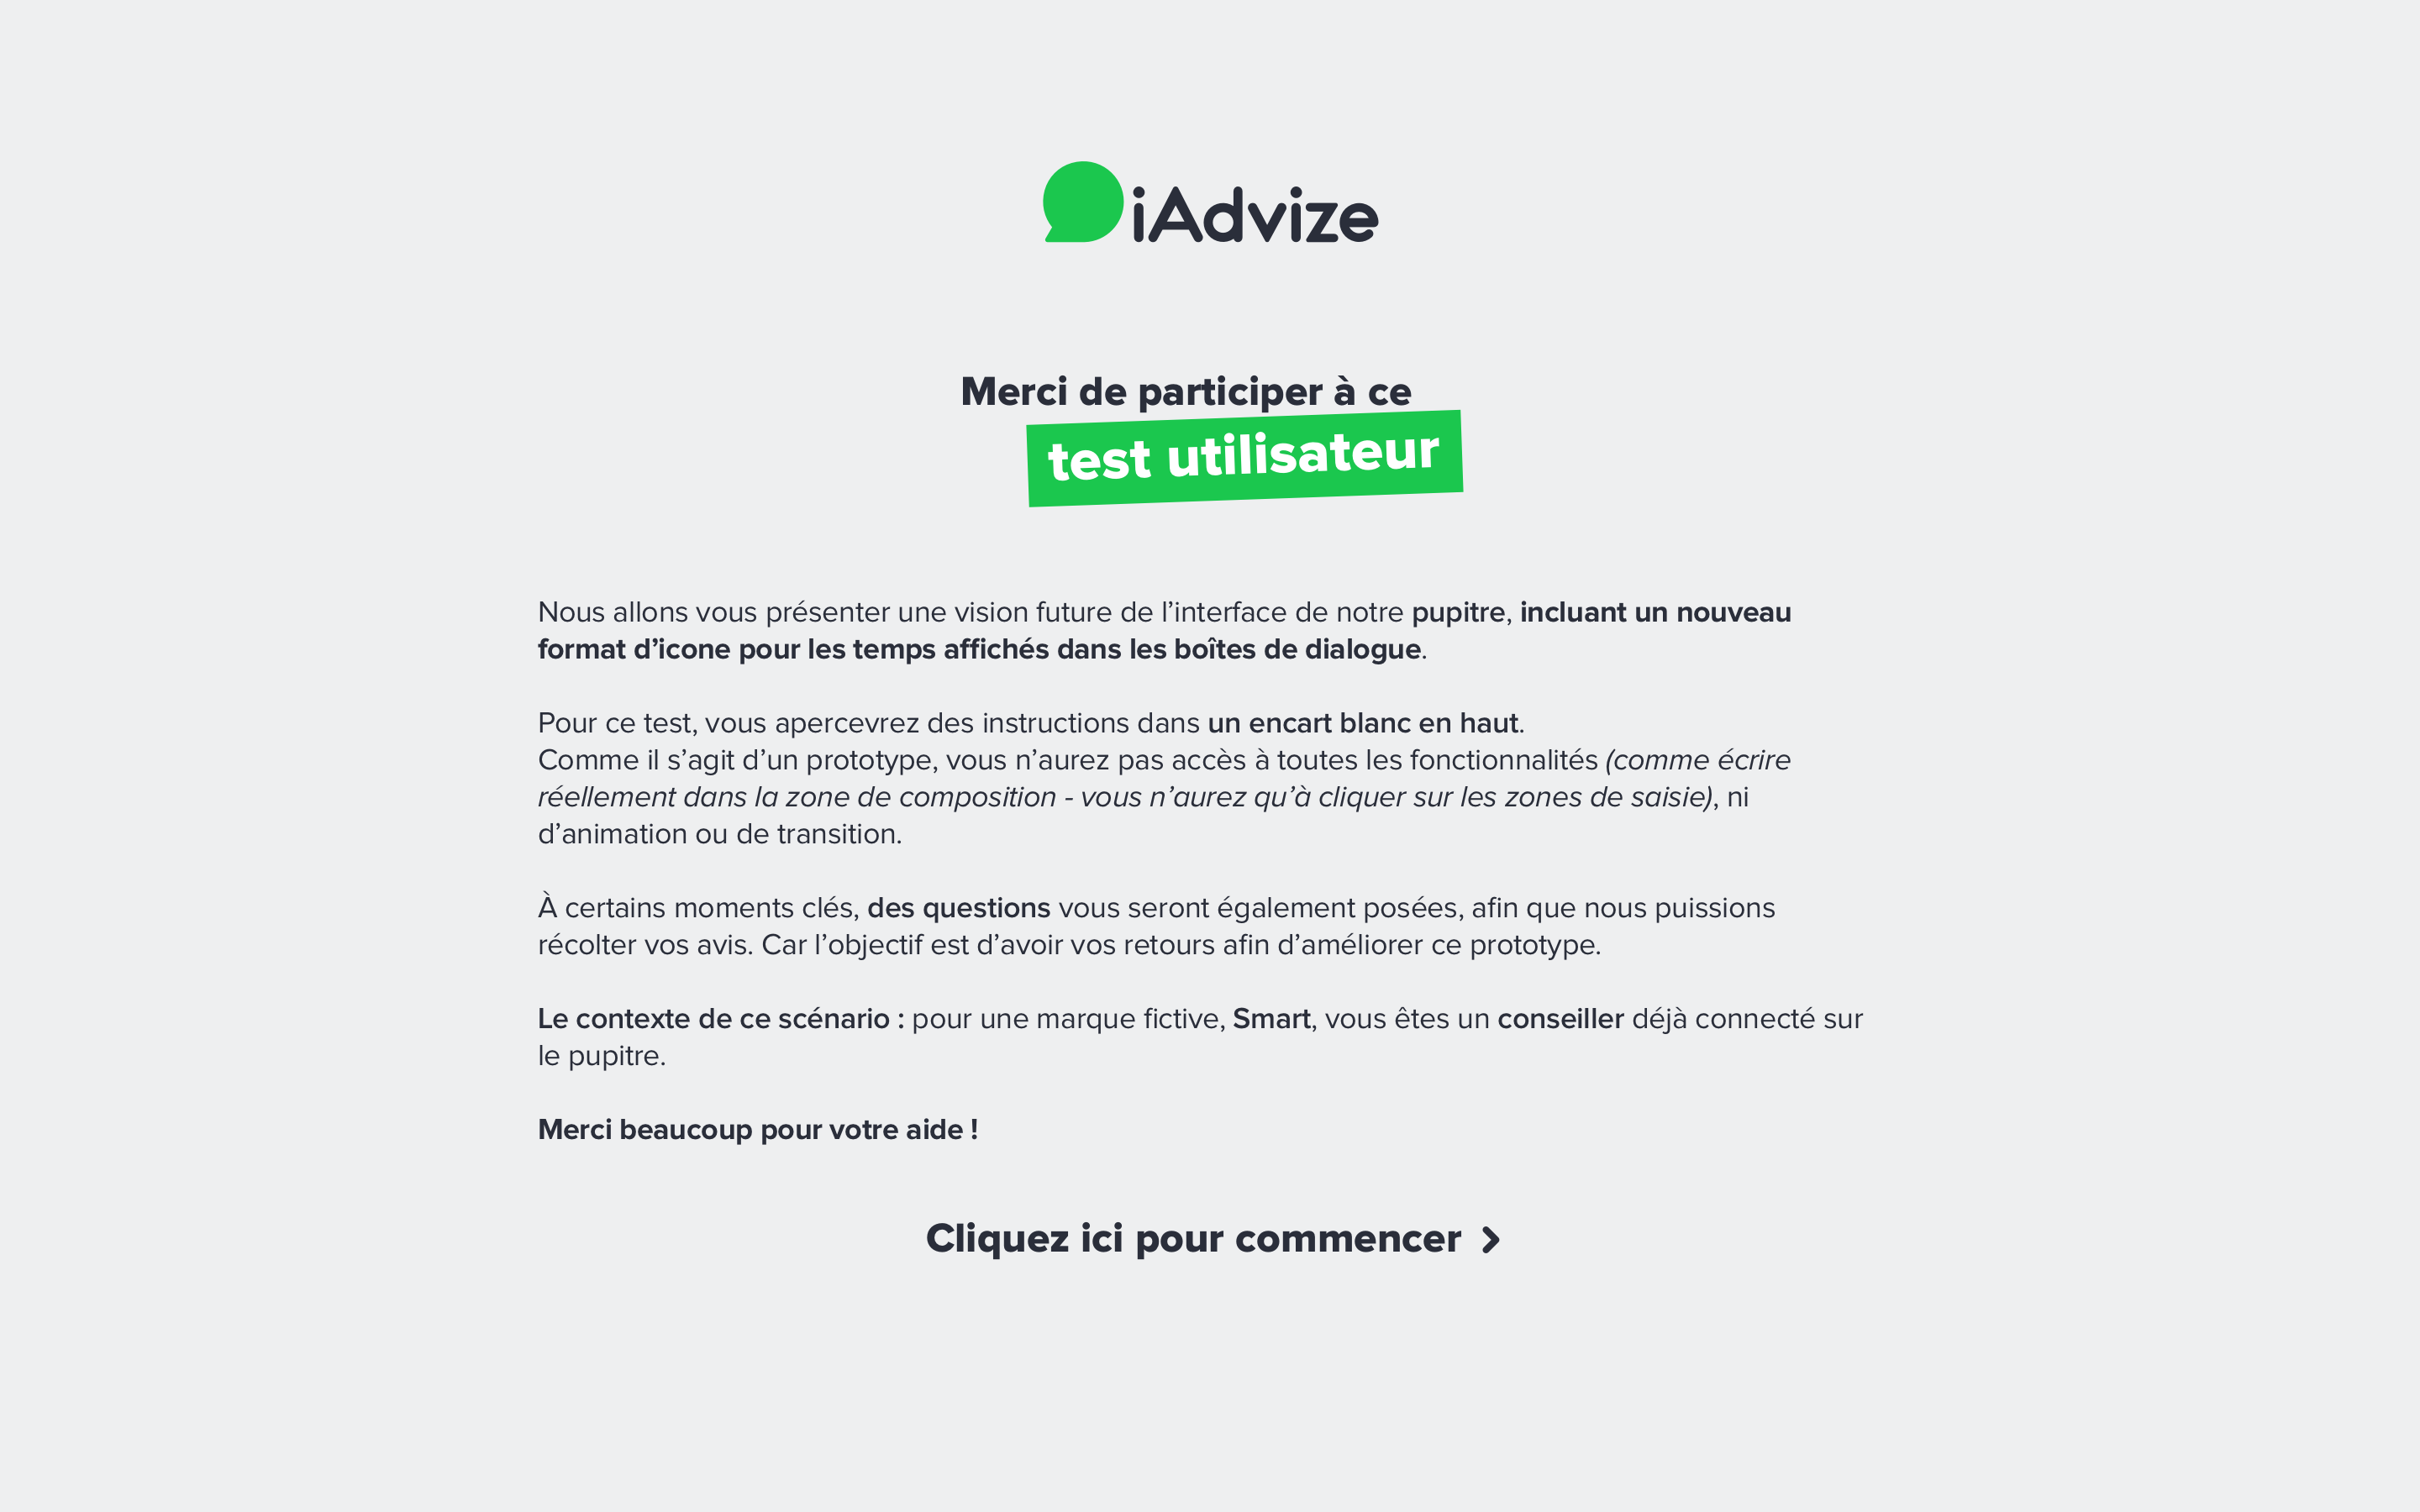 iAdvize
Merci de participer à ce
test utilisateur
Nous allons vous présenter une vision future de l’interface de notre pupitre, incluant un nouveau
format d’icone pour les temps affichés dans les boîtes de dialogue.
Pour ce test, vous apercevrez des instructions dans un encart blanc en haut.
Comme il s’agit d’un prototype, vous n’aurez pas accès à toutes les fonctionnalités (comme écrire
réellement dans la zone de composition - vous n’aurez qu’à cliquer sur les zones de saisie), ni
d’animation ou de transition.
À certains moments clés, des questions vous seront également posées, afin que nous puissions
récolter vos avis. Car l’objectif est d’avoir vos retours afin d’améliorer ce prototype.
Le contexte de ce scénario : pour une marque fictive, Smart, vous êtes un conseiller déjà connecté sur
le pupitre.
Merci beaucoup pour votre aide !
Cliquez ici pour commencer